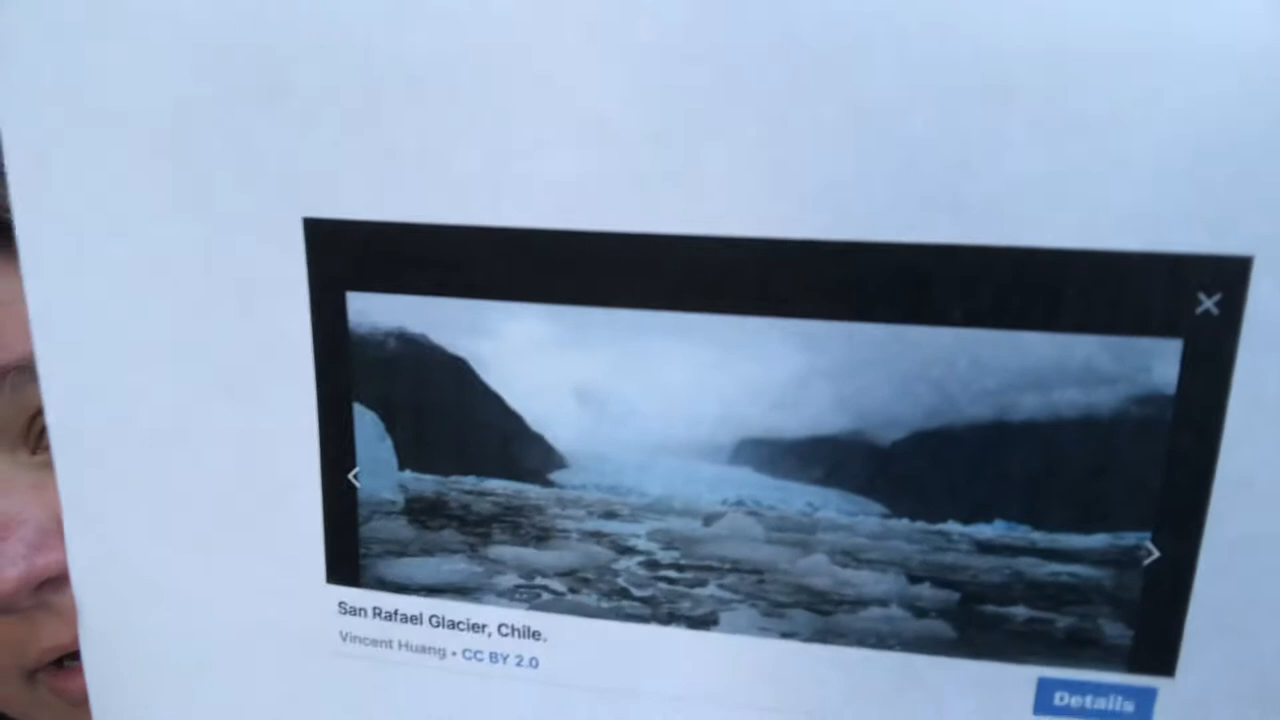 San Rafael Glacier, Chile.
Vincent Huang • CC BY 2.0
Details